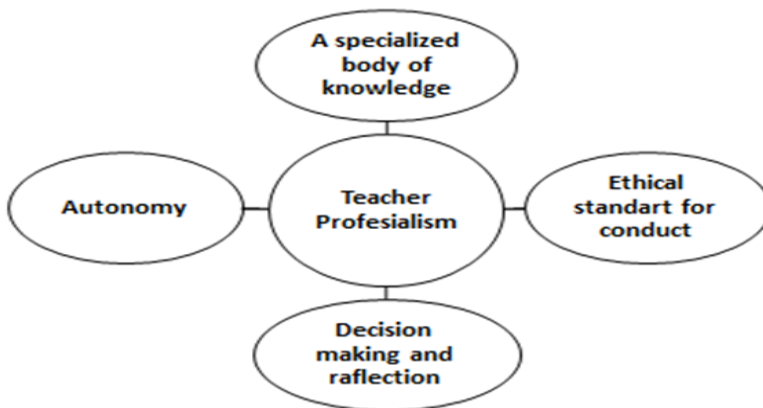 A specialized
body of
knowledge
Autonomy
Teacher
Profesialism
Ethical
standart for
conduct
Decision
making and
raflection